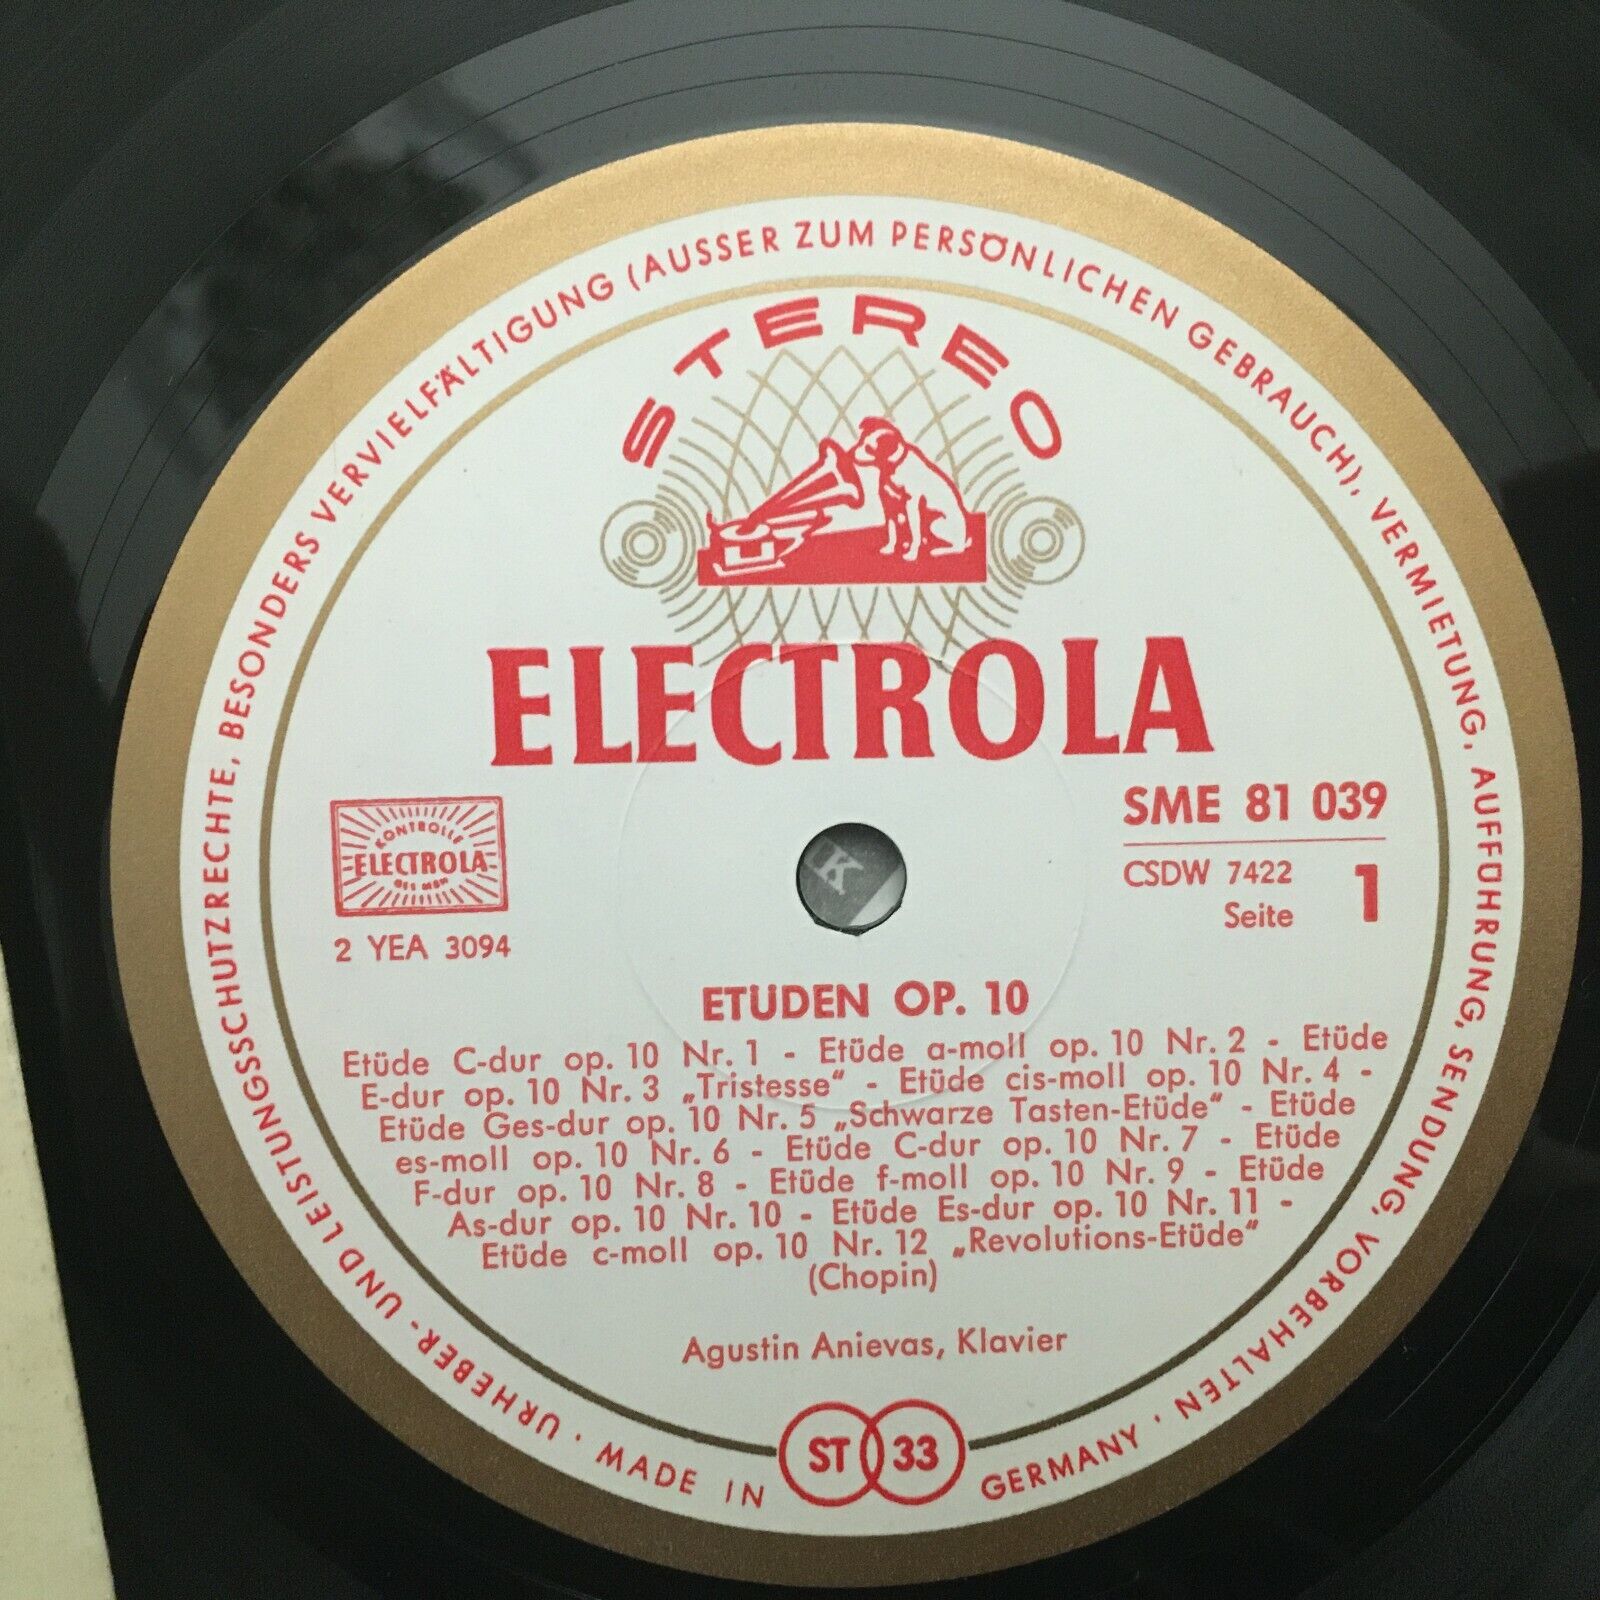 URHEBER- UND LEISTUNGSSCHUTZRECHTE, BESONDERS VERVIELFÄLTIGUNG (AUSSER ZUM PERSÖNLICHEN GEBRAUCH), VERMIETUNG, AUFFÜHRUNG, SENDUNG, VORBEHALTEN ·
STEREO
ELECTROLA
KONTROLLE
ELECTROLA
2 YEA 3094
SME 81 039
CSDW 7422
Seite 1
K
ETÜDEN OP. 10
Etüde C-dur op. 10 Nr. 1 - Etüde a-moll op. 10 Nr. 2 - Etüde
E-dur op. 10 Nr. 3 „Tristesse“ - Etüde cis-moll op. 10 Nr. 4 -
Etüde Ges-dur op. 10 Nr. 5 „Schwarze Tasten-Etüde“ - Etüde
es-moll op. 10 Nr. 6 - Etüde C-dur op. 10 Nr. 7 - Etüde
F-dur op. 10 Nr. 8 - Etüde f-moll op. 10 Nr. 9 - Etüde
As-dur op. 10 Nr. 10 - Etüde Es-dur op. 10 Nr. 11 -
Etüde c-moll op. 10 Nr. 12 „Revolutions-Etüde“
(Chopin)
Agustin Anievas, Klavier
ST 33
· MADE IN GERMANY